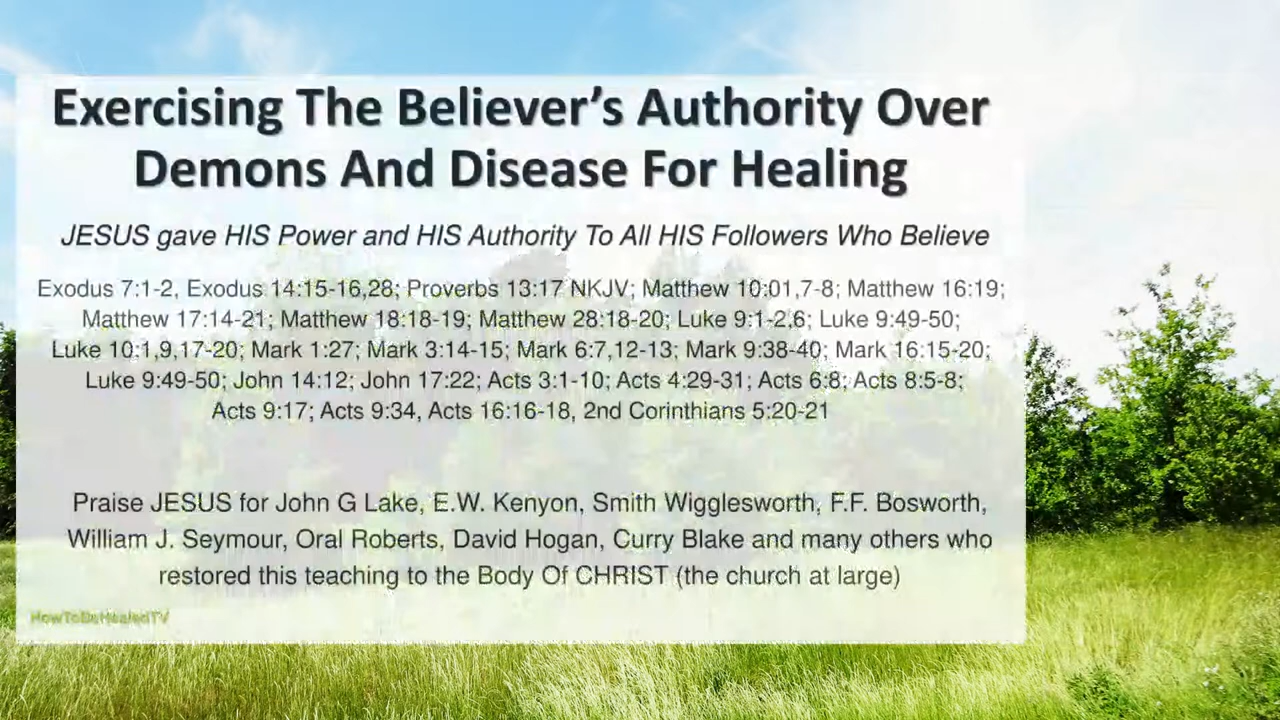 Exercising The Believer's Authority Over
Demons And Disease For Healing
JESUS gave HIS Power and HIS Authority To All HIS Followers Who Believe
Exodus 7:1-2, Exodus 14:15-16,28; Proverbs 13:17 NKJV; Matthew 10:01,7-8; Matthew 16:19;
Matthew 17:14-21; Matthew 18:18-19; Matthew 28:18-20; Luke 9:1-2,6; Luke 9:49-50;
Luke 10:1,9,17-20; Mark 1:27; Mark 3:14-15; Mark 6:7,12-13; Mark 9:38-40; Mark 16:15-20;
Luke 9:49-50; John 14:12; John 17:22; Acts 3:1-10; Acts 4:29-31; Acts 6:8; Acts 8:5-8;
Acts 9:17; Acts 9:34, Acts 16:16-18, 2nd Corinthians 5:20-21
Praise JESUS for John G Lake, E.W. Kenyon, Smith Wigglesworth, F.F. Bosworth,
William J. Seymour, Oral Roberts, David Hogan, Curry Blake and many others who
restored this teaching to the Body Of CHRIST (the church at large)
HowToBeHealedTV